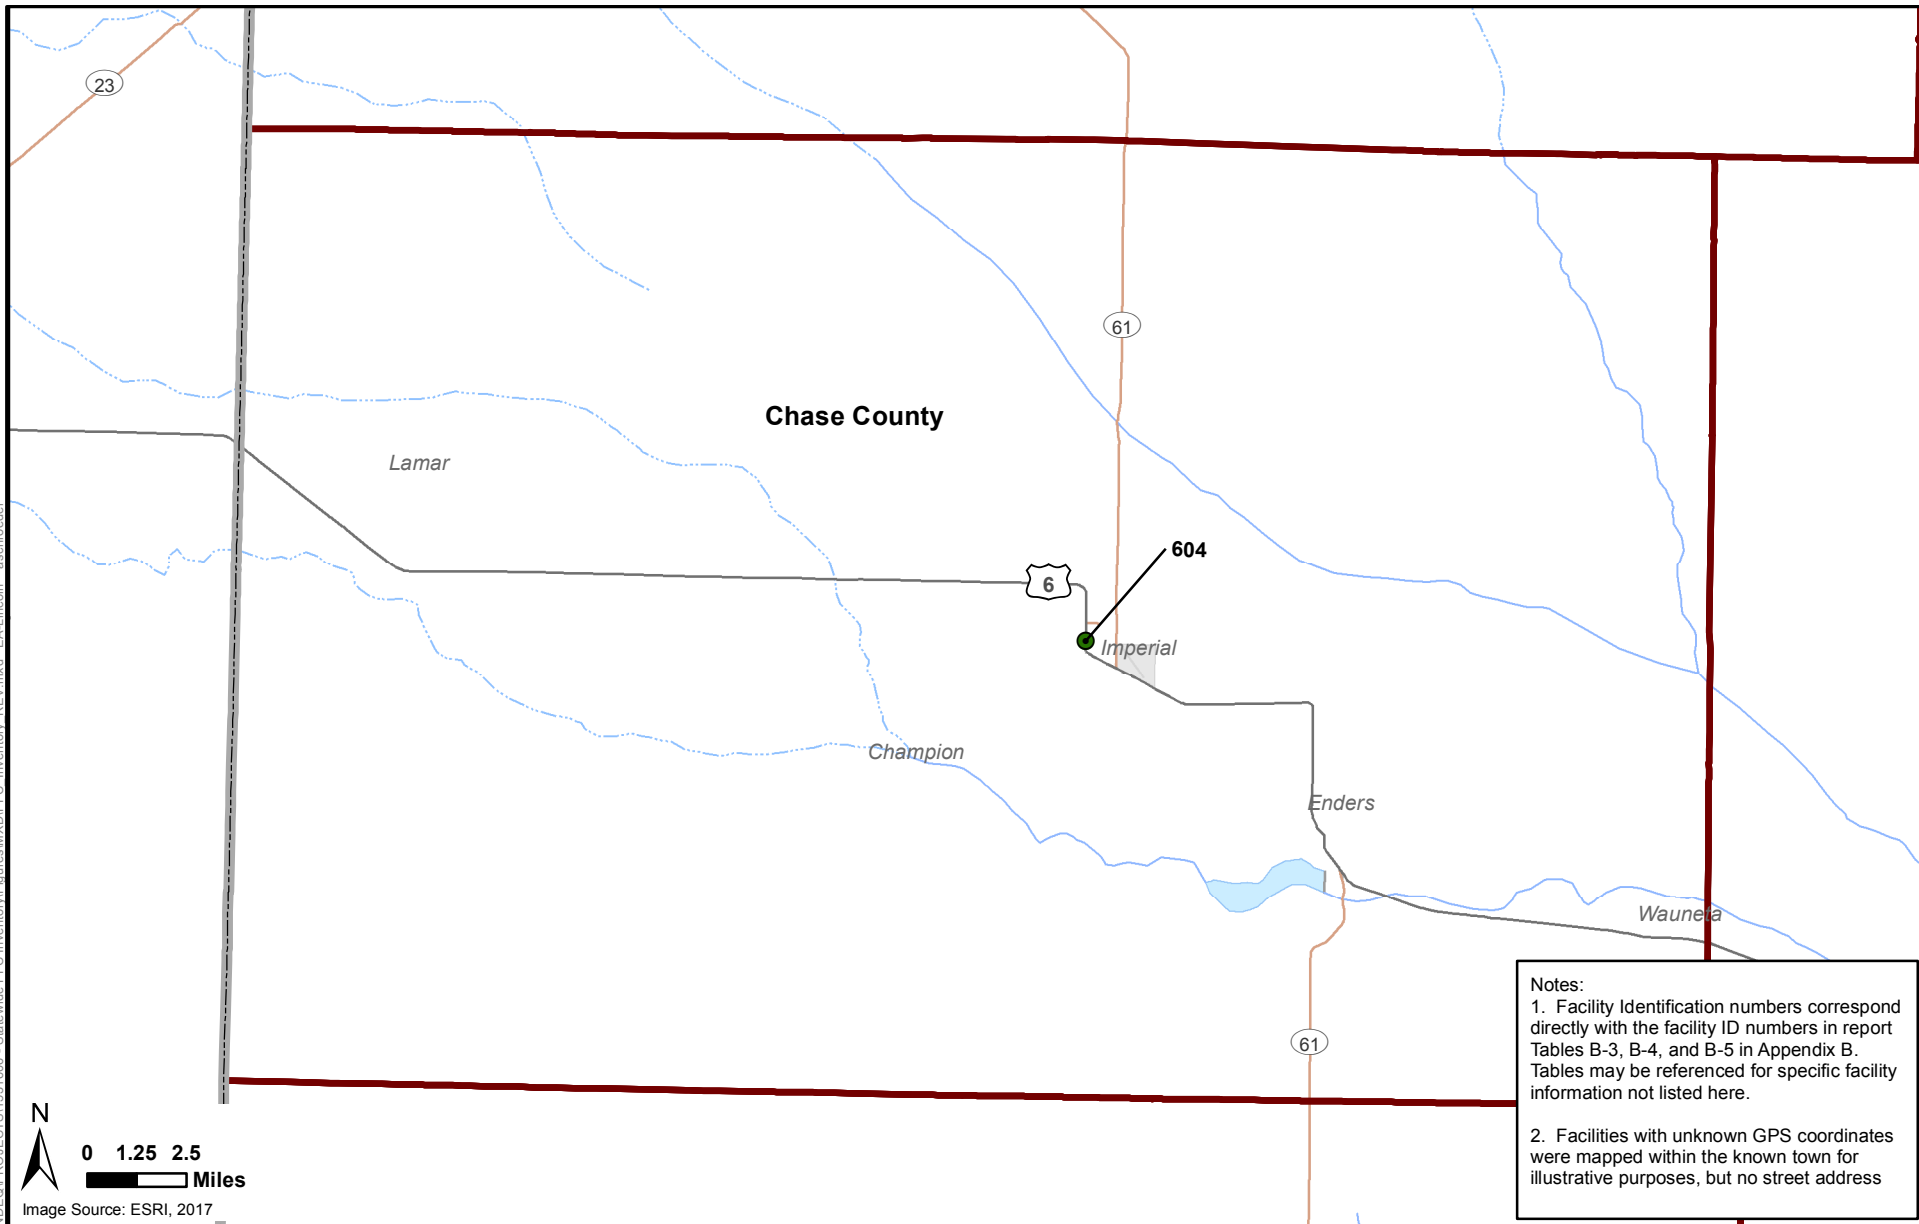 23
61
Chase County
Lamar
604
6
Imperial
Champion
Enders
Wauneta
61
Notes:
1. Facility Identification numbers correspond
directly with the facility ID numbers in report
Tables B-3, B-4, and B-5 in Appendix B.
Tables may be referenced for specific facility
information not listed here.
2. Facilities with unknown GPS coordinates
were mapped within the known town for
illustrative purposes, but no street address
N
0 1.25 2.5
Miles
Image Source: ESRI, 2017